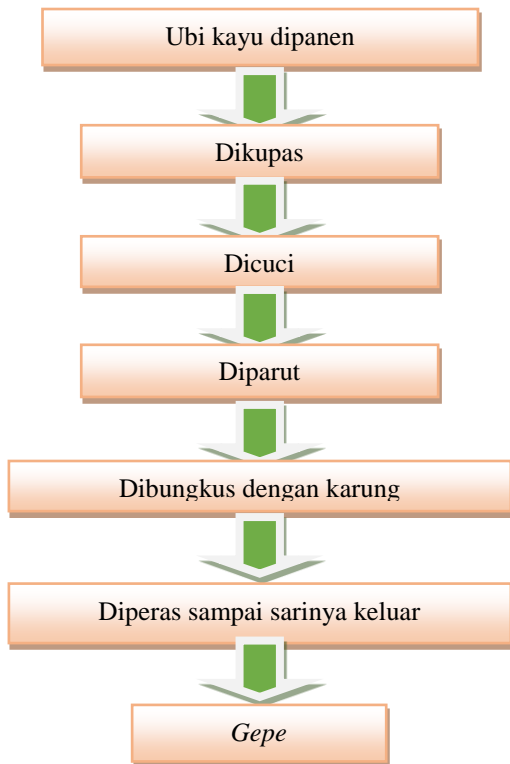 Ubi kayu dipanen
Dikupas
Dicuci
Diparut
Dibungkus dengan karung
Diperas sampai sarinya keluar
Gepe